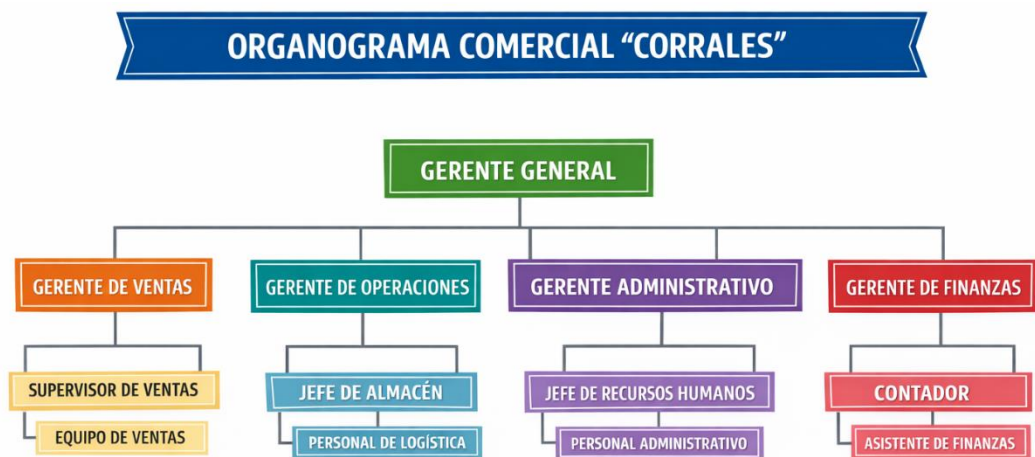 ORGANOGRAMA COMERCIAL “CORRALES”
GERENTE GENERAL
GERENTE DE VENTAS
GERENTE DE OPERACIONES
GERENTE ADMINISTRATIVO
GERENTE DE FINANZAS
SUPERVISOR DE VENTAS
JEFE DE ALMACÉN
JEFE DE RECURSOS HUMANOS
CONTADOR
EQUIPO DE VENTAS
PERSONAL DE LOGÍSTICA
PERSONAL ADMINISTRATIVO
ASISTENTE DE FINANZAS